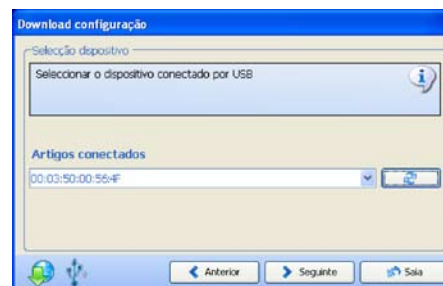 Download configuração
Selecção dispositivo
Seleccionar o dispositivo conectado por USB
Artigos conectados
00:03:50:00:56:4F
Anterior
Seguinte
Saia